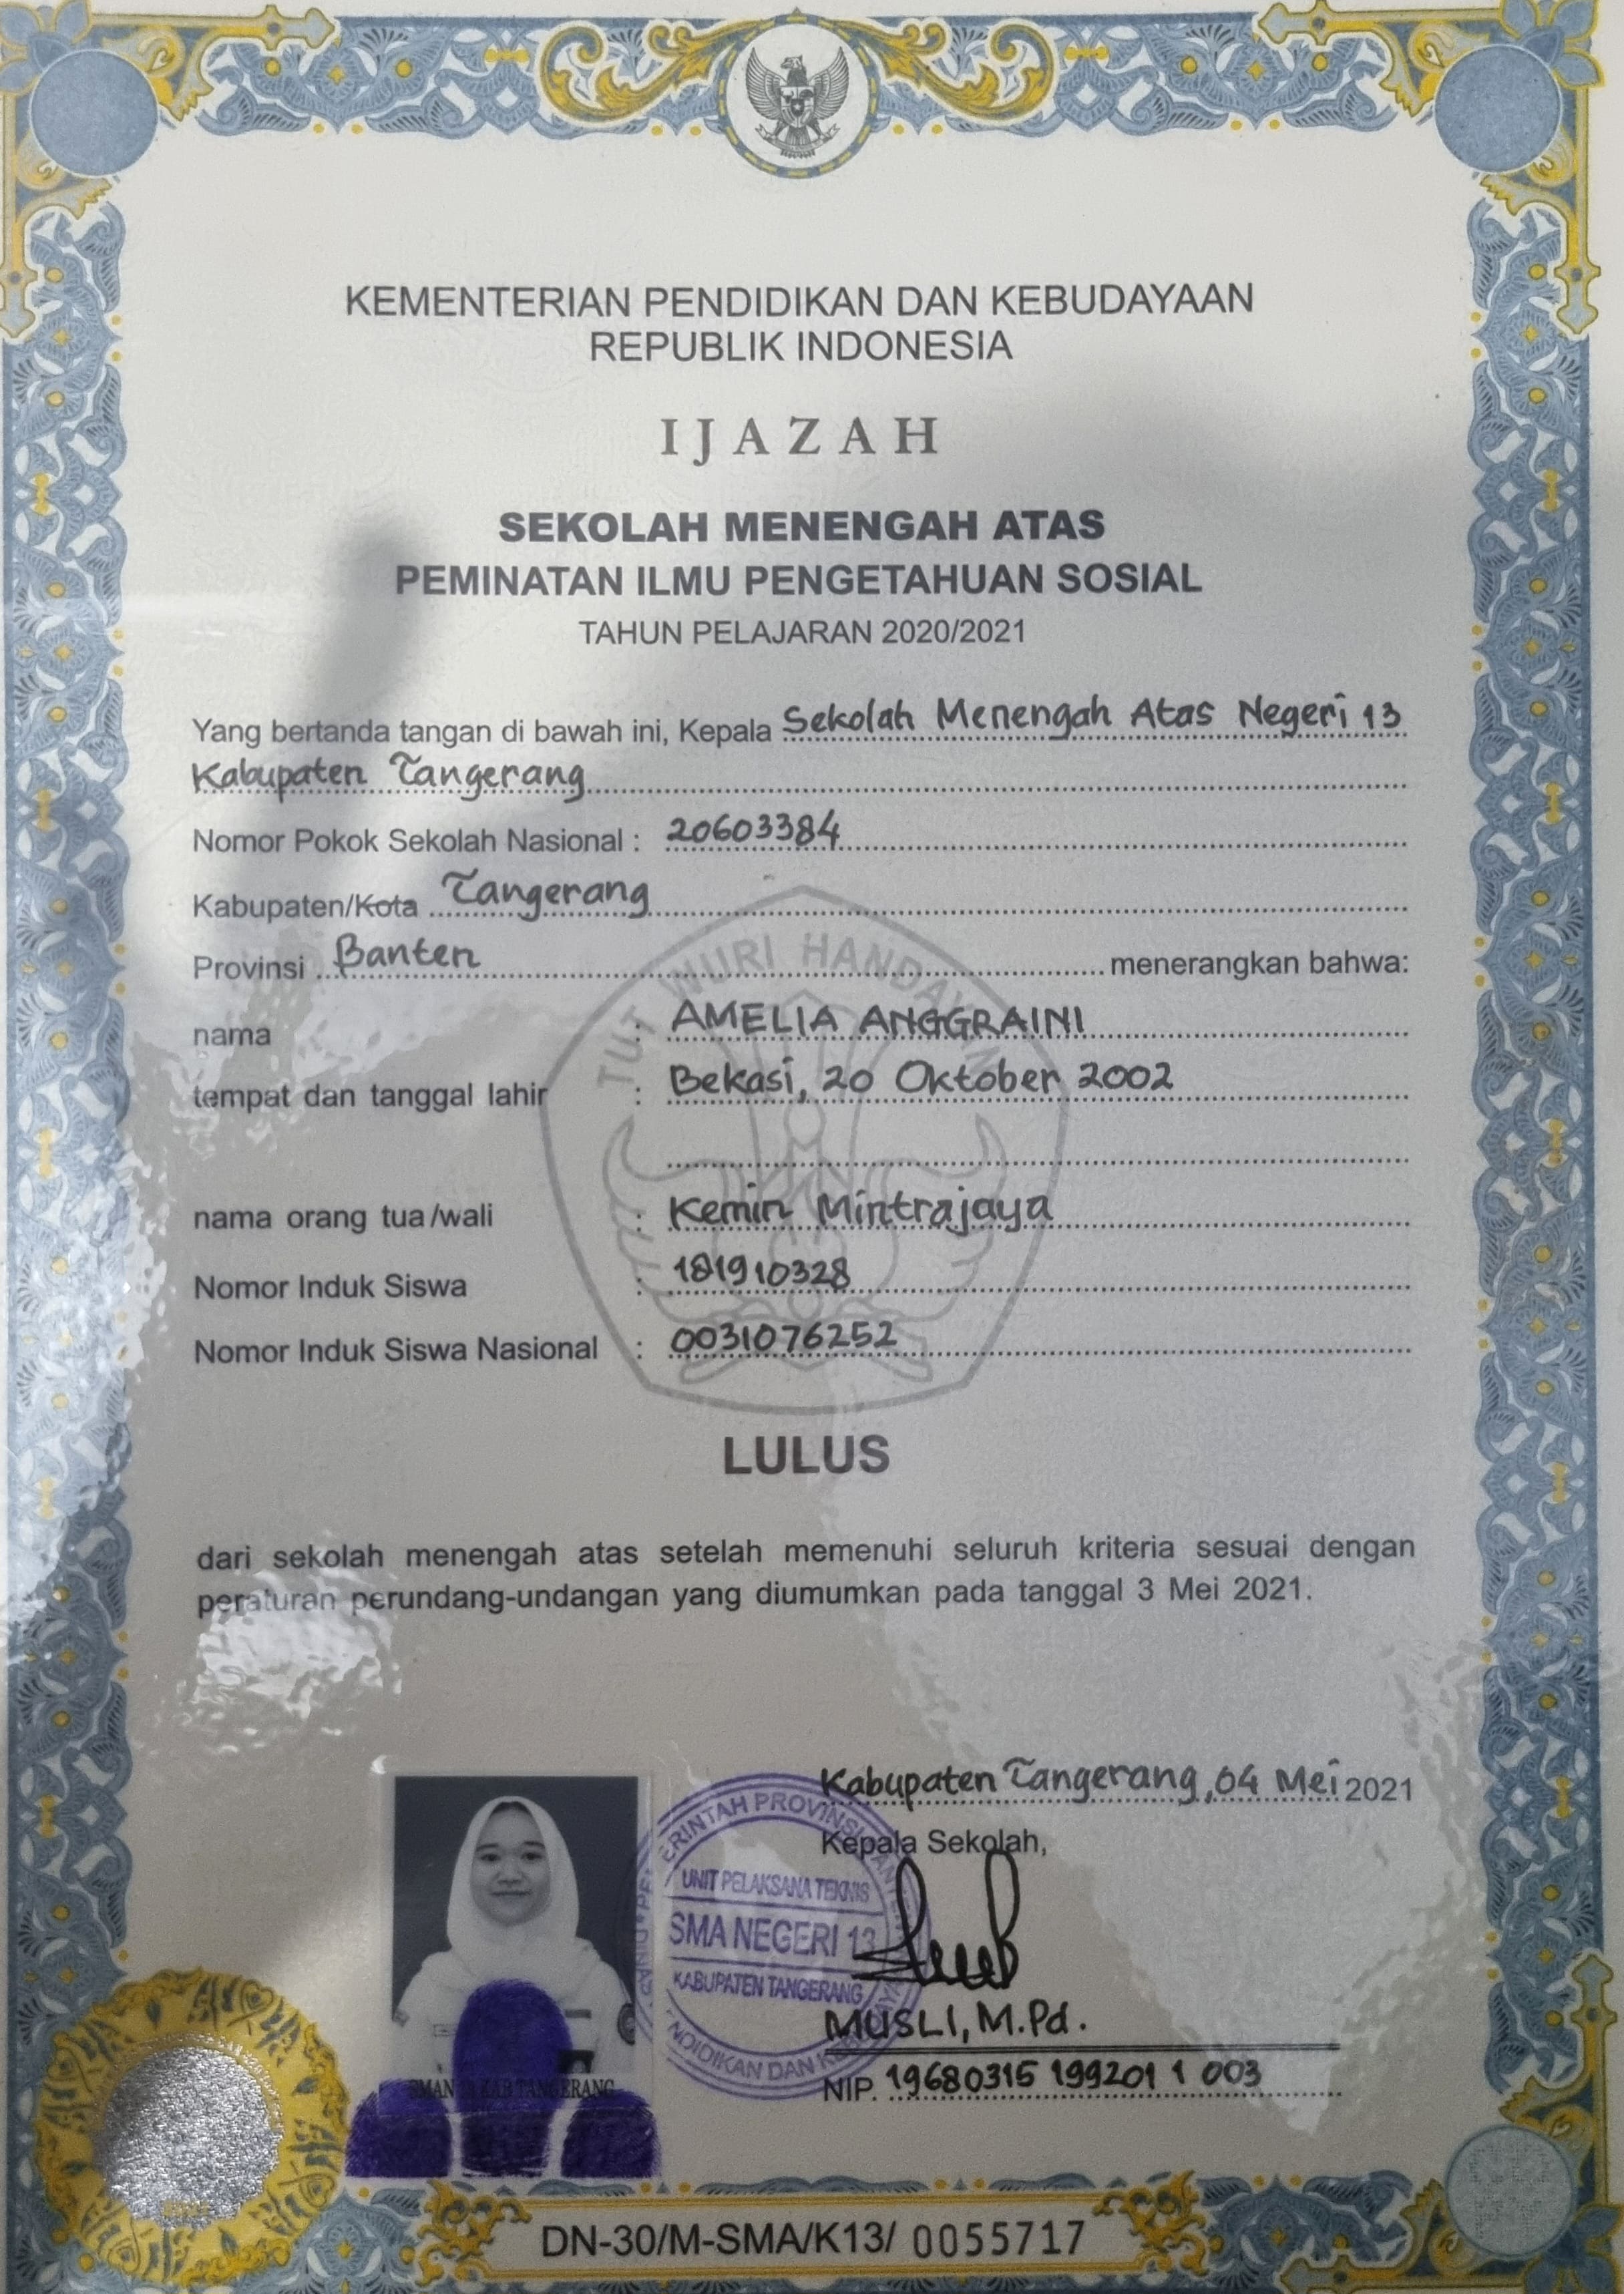 KEMENTERIAN PENDIDIKAN DAN KEBUDAYAAN
REPUBLIK INDONESIA
IJAZAH
SEKOLAH MENENGAH ATAS
PEMINATAN ILMU PENGETAHUAN SOSIAL
TAHUN PELAJARAN 2020/2021
Yang bertanda tangan di bawah ini, Kepala Sekolah Menengah Atas Negeri 13
Kabupaten Tangerang
Nomor Pokok Sekolah Nasional : 20603384
Kabupaten/Kota Tangerang
Provinsi Banten menerangkan bahwa:
TUT WURI HANDAYANI
nama : AMELIA ANGGRAINI
tempat dan tanggal lahir : Bekasi, 20 Oktober 2002
nama orang tua/wali : Kemin Mintrajaya
Nomor Induk Siswa : 181910328
Nomor Induk Siswa Nasional : 0031076252
LULUS
dari sekolah menengah atas setelah memenuhi seluruh kriteria sesuai dengan
peraturan perundang-undangan yang diumumkan pada tanggal 3 Mei 2021.
Kabupaten Tangerang, 04 Mei 2021
Kepala Sekolah,
UNIT PELAKSANA TEKNIS
SMA NEGERI 13
KABUPATEN TANGERANG
MUSLI, M.Pd.
NIP. 19680315 199201 1 003
KAB TANGERANG
DN-30/M-SMA/K13/ 0055717